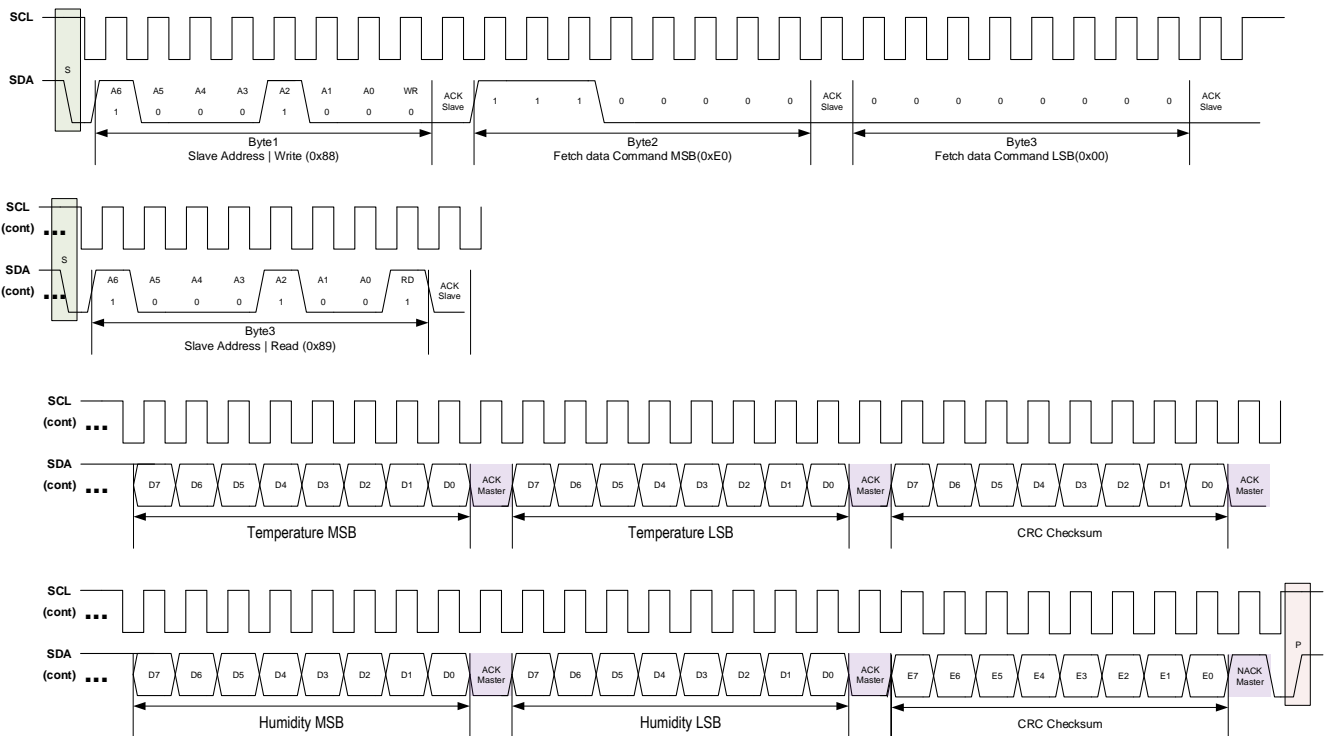 SCL
S
SDA
A6 A5 A4 A3 A2 A1 A0 WR ACK Slave 1 1 1 0 0 0 0 0 ACK Slave 0 0 0 0 0 0 0 0 ACK Slave
1 0 0 0 1 0 0 0
Byte1 Byte2 Byte3
Slave Address | Write (0x88) Fetch data Command MSB(0xE0) Fetch data Command LSB(0x00)
SCL
(cont) ...
S
SDA
(cont) ...
A6 A5 A4 A3 A2 A1 A0 RD ACK Slave
1 0 0 0 1 0 0 1
Byte3
Slave Address | Read (0x89)
SCL
(cont) ...
SDA
(cont) ... D7 D6 D5 D4 D3 D2 D1 D0 ACK Master D7 D6 D5 D4 D3 D2 D1 D0 ACK Master D7 D6 D5 D4 D3 D2 D1 D0 ACK Master
Temperature MSB Temperature LSB CRC Checksum
SCL
(cont) ...
P
SDA
(cont) ... D7 D6 D5 D4 D3 D2 D1 D0 ACK Master D7 D6 D5 D4 D3 D2 D1 D0 ACK Master E7 E6 E5 E4 E3 E2 E1 E0 NACK Master
Humidity MSB Humidity LSB CRC Checksum